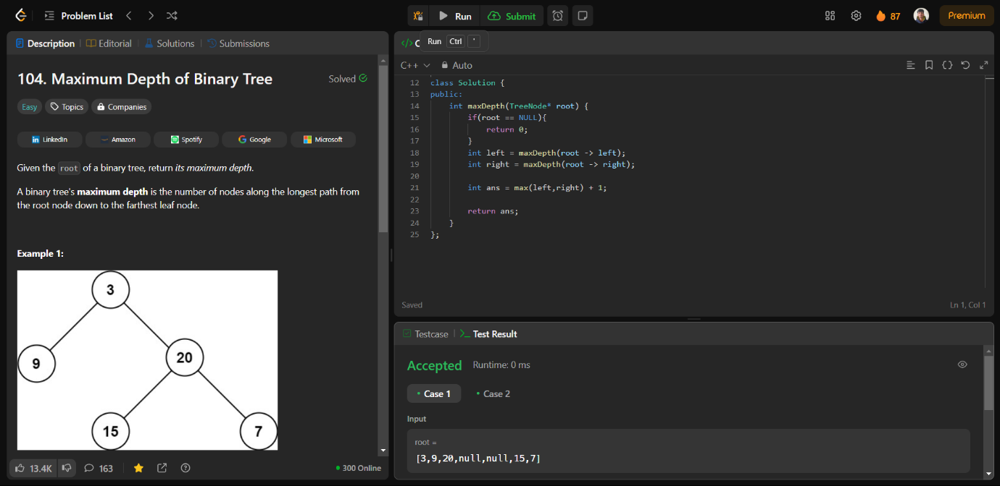 Problem List
Run
Submit
87
Premium
Description
Editorial
Solutions
Submissions
104. Maximum Depth of Binary Tree
Solved
Easy
Topics
Companies
LinkedIn
Amazon
Spotify
Google
Microsoft
Given the root of a binary tree, return its maximum depth.
A binary tree's maximum depth is the number of nodes along the longest path from
the root node down to the farthest leaf node.
Example 1:
3
9
20
15
7
13.4K
163
300 Online
</> C
Run Ctrl '
C++
Auto
12 class Solution {
13 public:
14 int maxDepth(TreeNode* root) {
15 if(root == NULL){
16 return 0;
17 }
18 int left = maxDepth(root -> left);
19 int right = maxDepth(root -> right);
20
21 int ans = max(left,right) + 1;
22
23 return ans;
24 }
25 };
Saved
Ln 1, Col 1
Testcase
Test Result
Accepted
Runtime: 0 ms
Case 1
Case 2
Input
root =
[3,9,20,null,null,15,7]